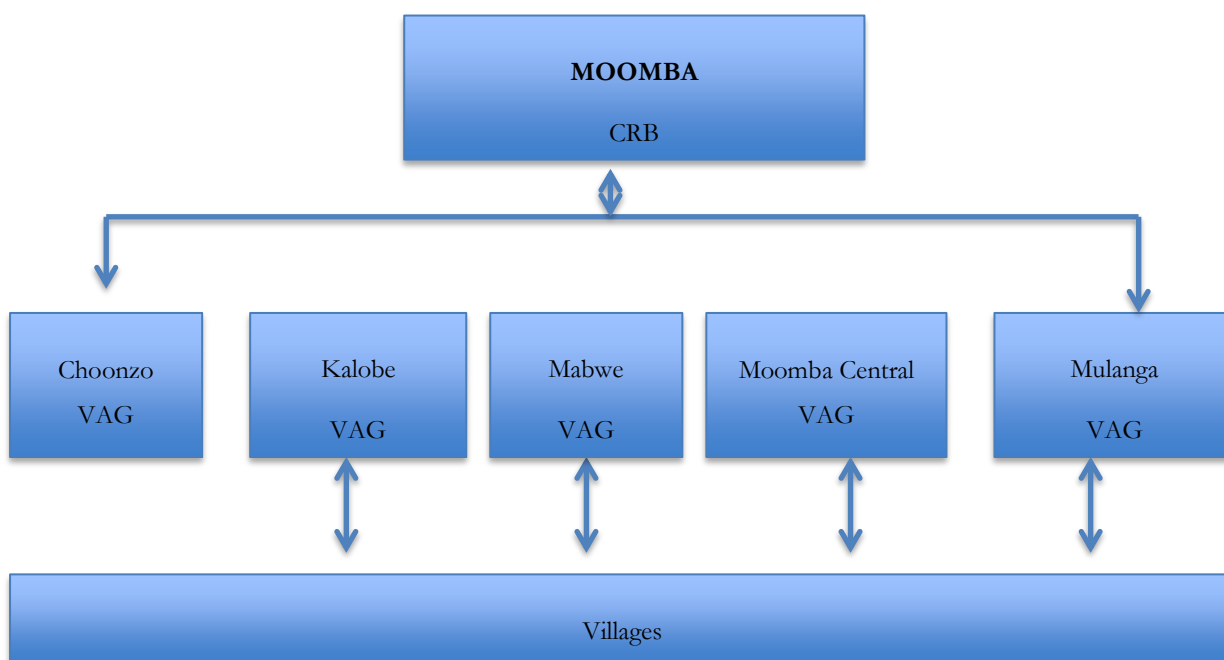 MOOMBA
CRB
Choonzo
VAG
Kalobe
VAG
Mabwe
VAG
Moomba Central
VAG
Mulanga
VAG
Villages